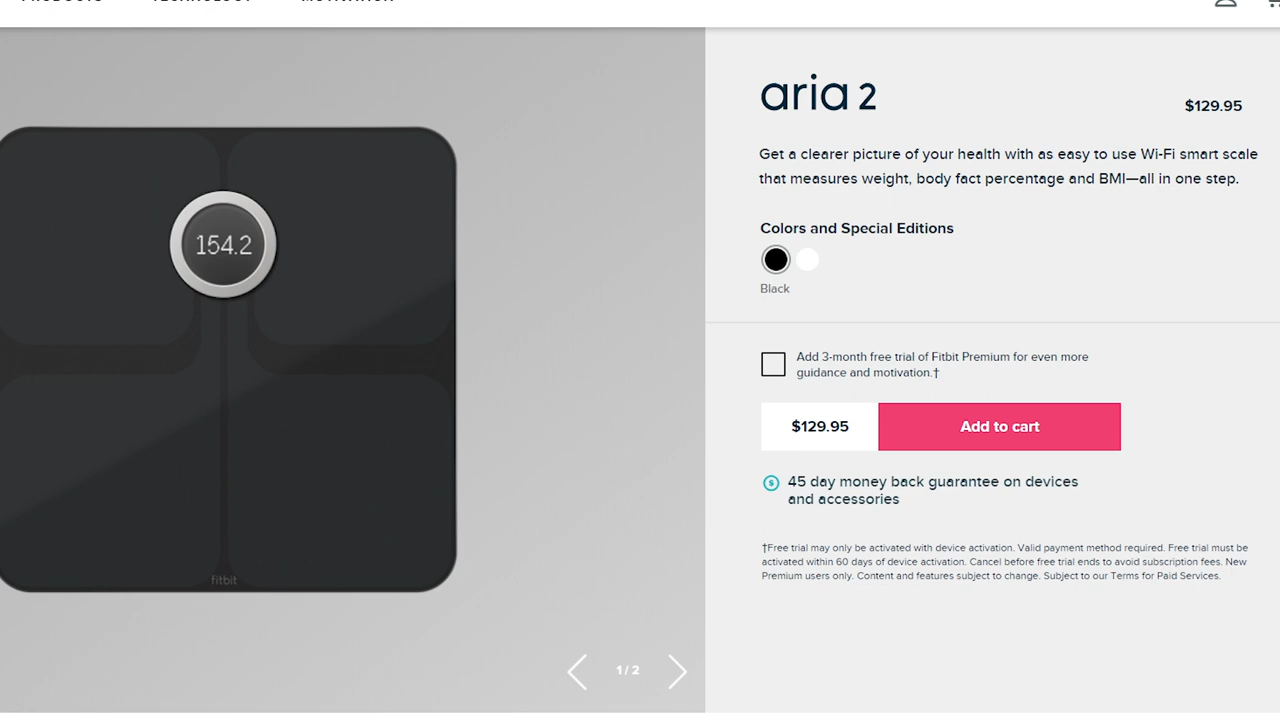 PRODUCTS TECHNOLOGY MOTIVATION
aria 2
$129.95
154.2
Get a clearer picture of your health with as easy to use Wi-Fi smart scale
that measures weight, body fact percentage and BMI—all in one step.
Colors and Special Editions
Black
Add 3-month free trial of Fitbit Premium for even more
guidance and motivation.†
$129.95 Add to cart
$ 45 day money back guarantee on devices
and accessories
†Free trial may only be activated with device activation. Valid payment method required. Free trial must be
activated within 60 days of device activation. Cancel before free trial ends to avoid subscription fees. New
Premium users only. Content and features subject to change. Subject to our Terms for Paid Services.
fitbit
1 / 2